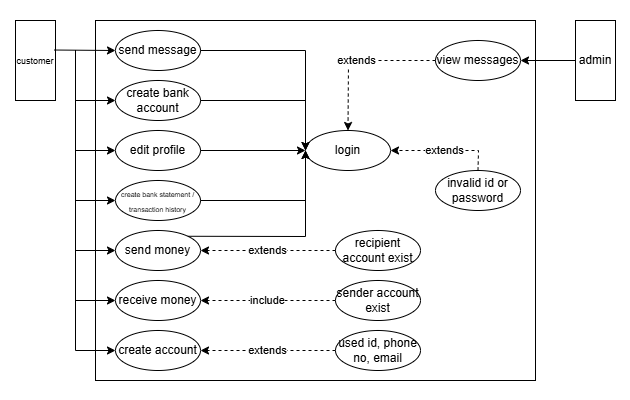 customer
send message
create bank
account
edit profile
create bank statement /
transaction history
send money
receive money
create account
login
extends
view messages
admin
extends
invalid id or
password
extends
recipient
account exist
include
sender account
exist
extends
used id, phone
no, email